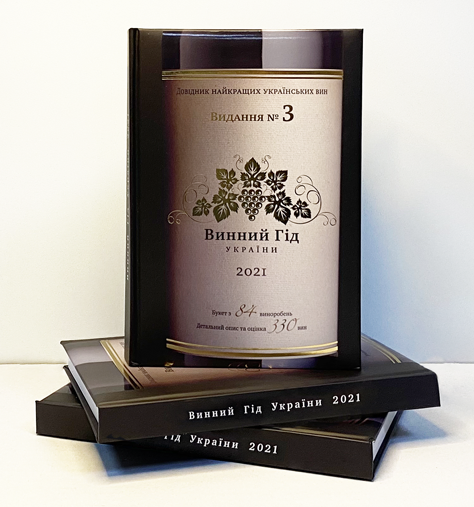 Довідник найкращих українських вин
Видання № 3
Винний Гід
України
2021
Букет з 84 виноробень
Детальний опис та оцінка 330 вин
Винний Гід України 2021
Гід України 2021